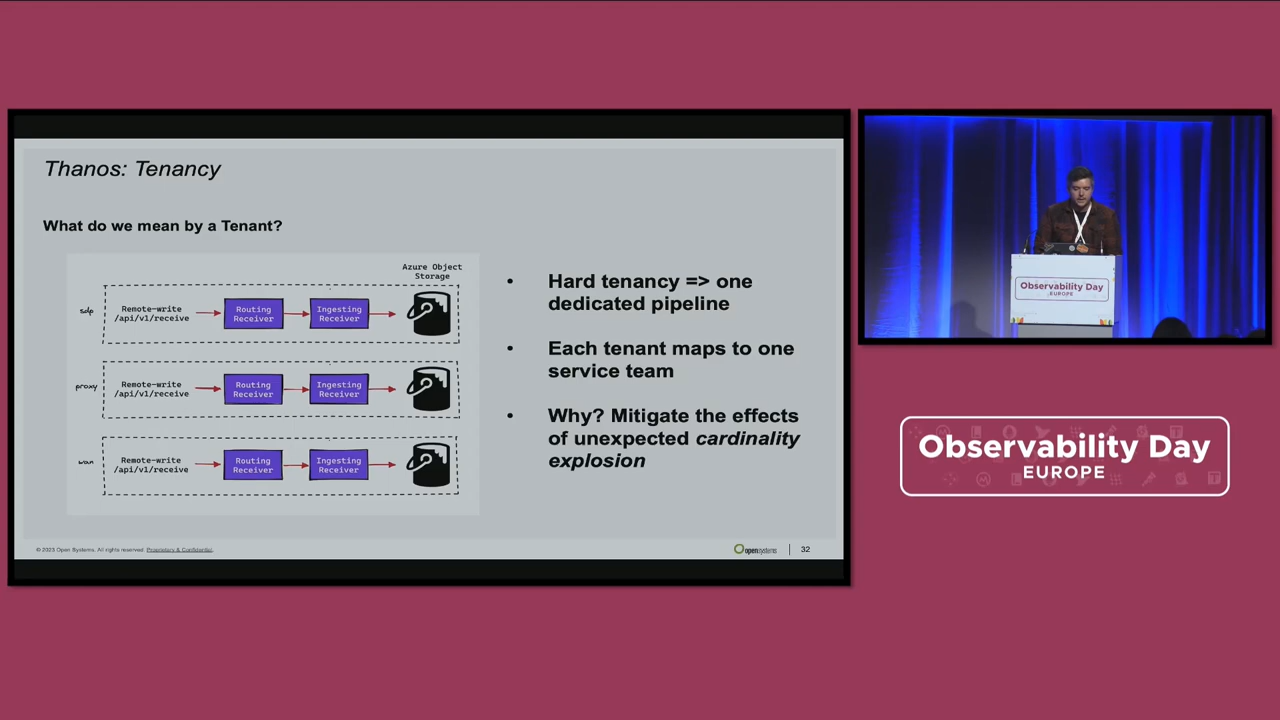 Thanos: Tenancy
What do we mean by a Tenant?
Azure Object
Storage
sdp
Remote-write
/api/v1/receive
Routing
Receiver
Ingesting
Receiver
proxy
Remote-write
/api/v1/receive
Routing
Receiver
Ingesting
Receiver
wan
Remote-write
/api/v1/receive
Routing
Receiver
Ingesting
Receiver
• Hard tenancy => one
dedicated pipeline
• Each tenant maps to one
service team
• Why? Mitigate the effects
of unexpected cardinality
explosion
© 2023 Open Systems. All rights reserved. Proprietary & Confidential.
opensystems
32
Observability Day
EUROPE
Observability Day
EUROPE